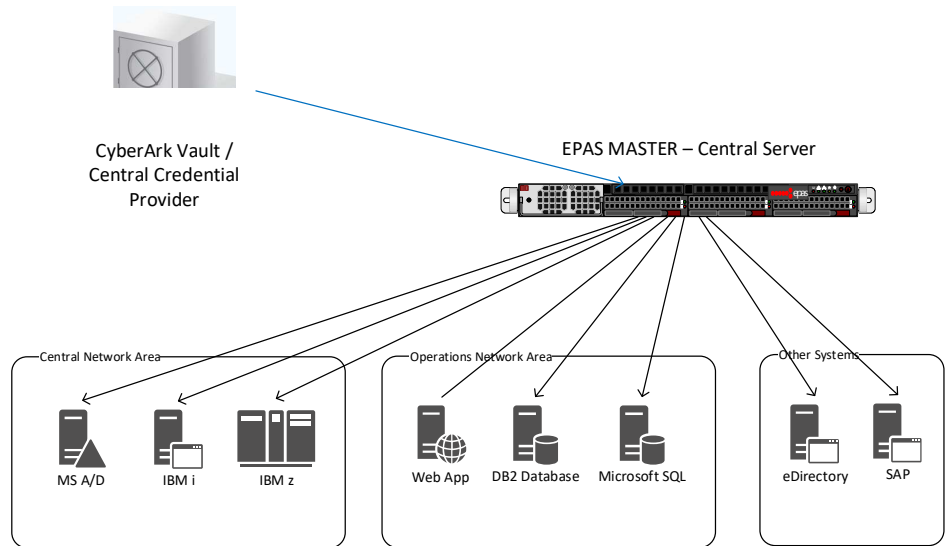 CyberArk Vault /
Central Credential
Provider
EPAS MASTER – Central Server
epas
Central Network Area
Operations Network Area
Other Systems
MS A/D
IBM i
IBM z
Web App
DB2 Database
Microsoft SQL
eDirectory
SAP